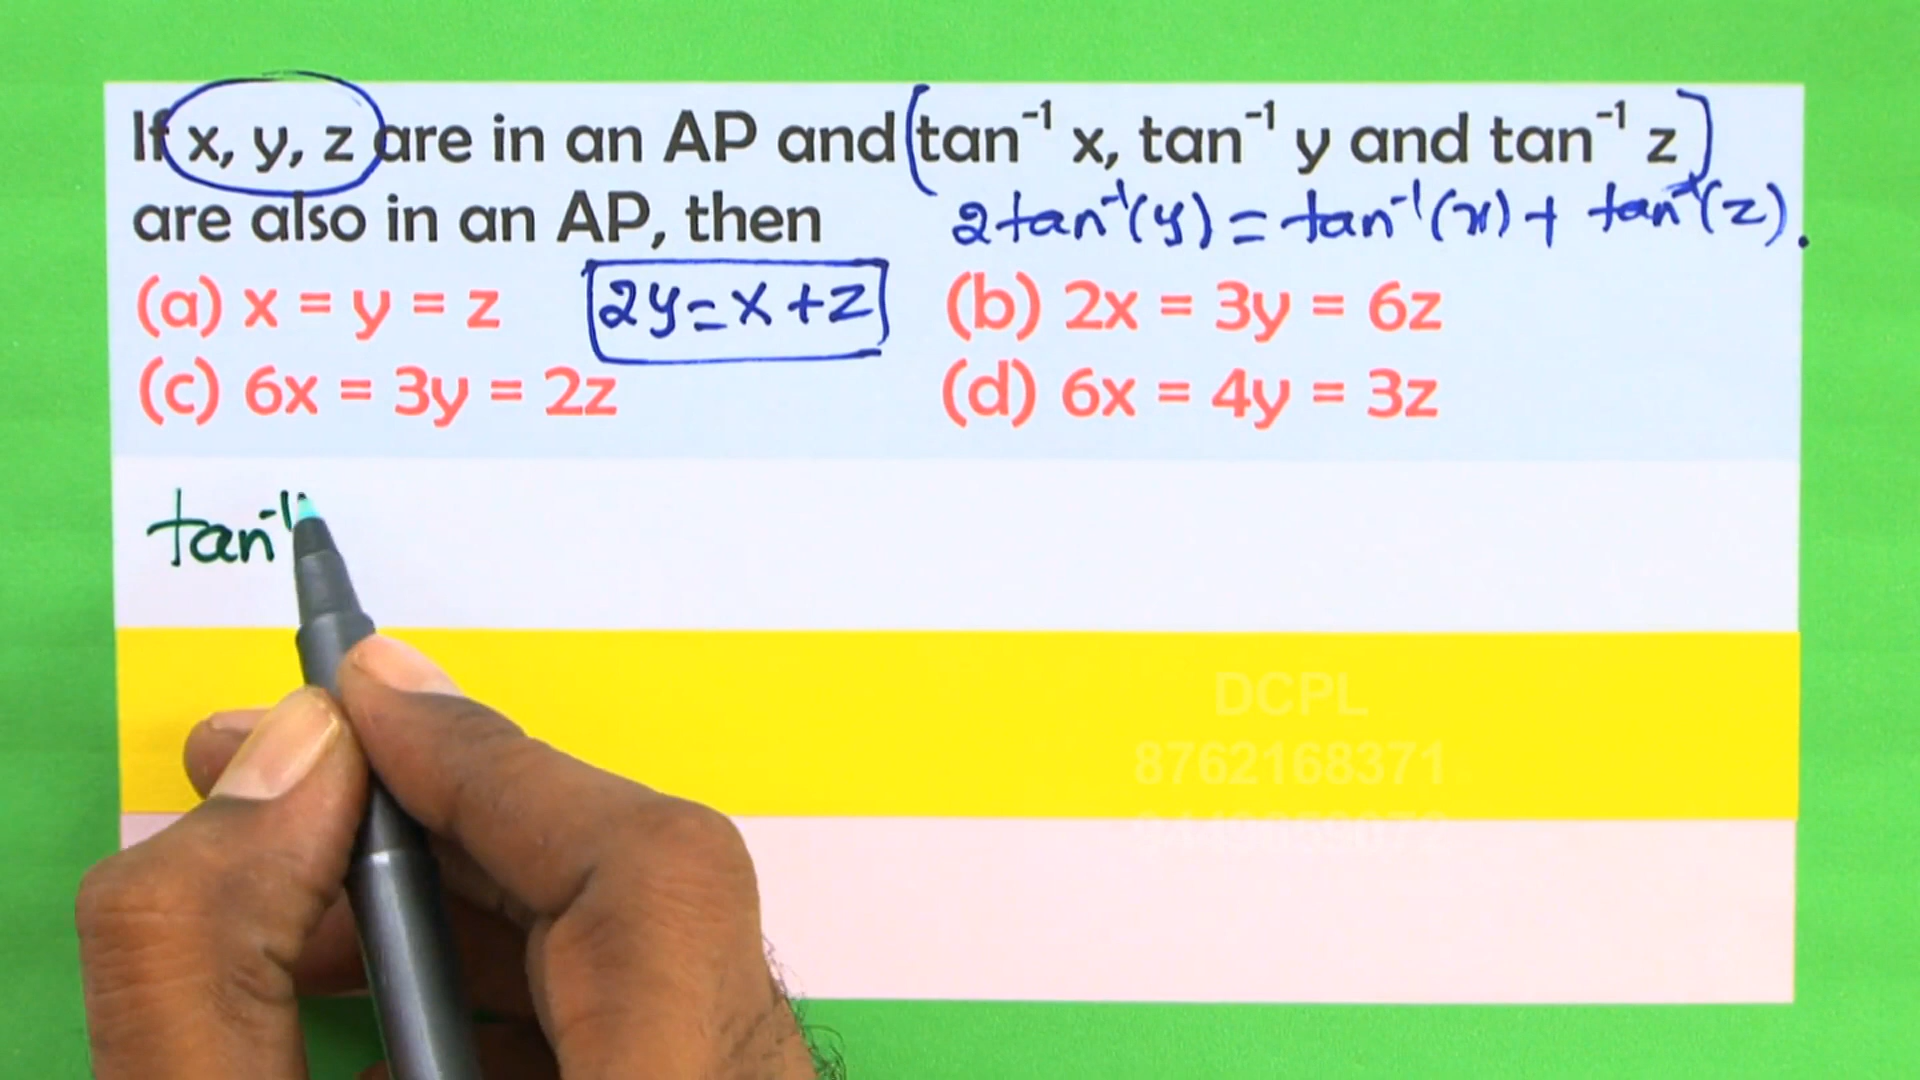 If x, y, z are in an AP and (tan⁻¹ x, tan⁻¹ y and tan⁻¹ z)
are also in an AP, then 2tan⁻¹(y) = tan⁻¹(x) + tan⁻¹(z).
(a) x = y = z 2y = x + z (b) 2x = 3y = 6z
(c) 6x = 3y = 2z (d) 6x = 4y = 3z
tan⁻¹
DCPL
8762168371